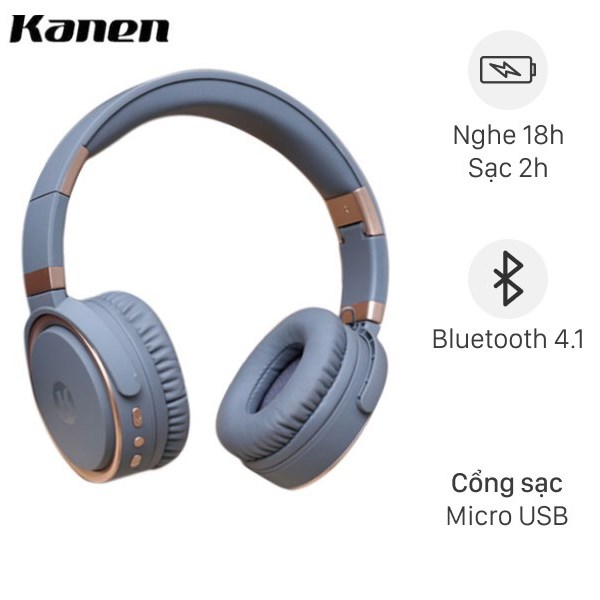 Kanen
Nghe 18h
Sạc 2h
Bluetooth 4.1
Cổng sạc
Micro USB